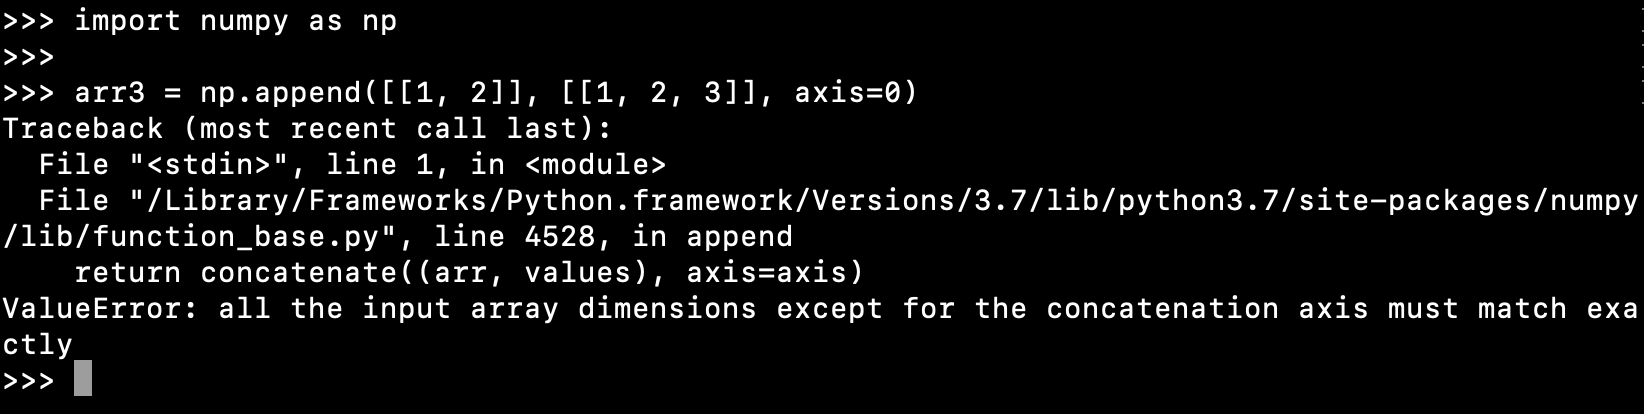 >>> import numpy as np
>>>
>>> arr3 = np.append([[1, 2]], [[1, 2, 3]], axis=0)
Traceback (most recent call last):
  File "<stdin>", line 1, in <module>
  File "/Library/Frameworks/Python.framework/Versions/3.7/lib/python3.7/site-packages/numpy
/lib/function_base.py", line 4528, in append
    return concatenate((arr, values), axis=axis)
ValueError: all the input array dimensions except for the concatenation axis must match exa
ctly
>>>